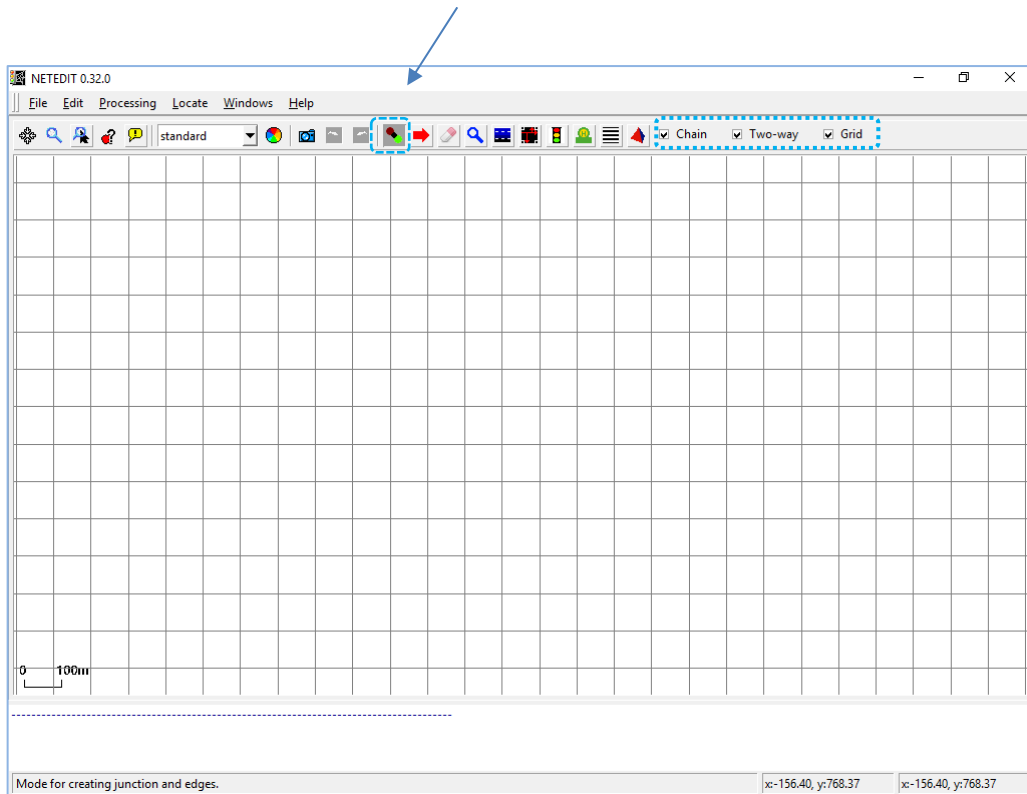 NETEDIT 0.32.0
File Edit Processing Locate Windows Help
standard Chain Two-way Grid
0 100m
Mode for creating junction and edges. x:-156.40, y:768.37 x:-156.40, y:768.37